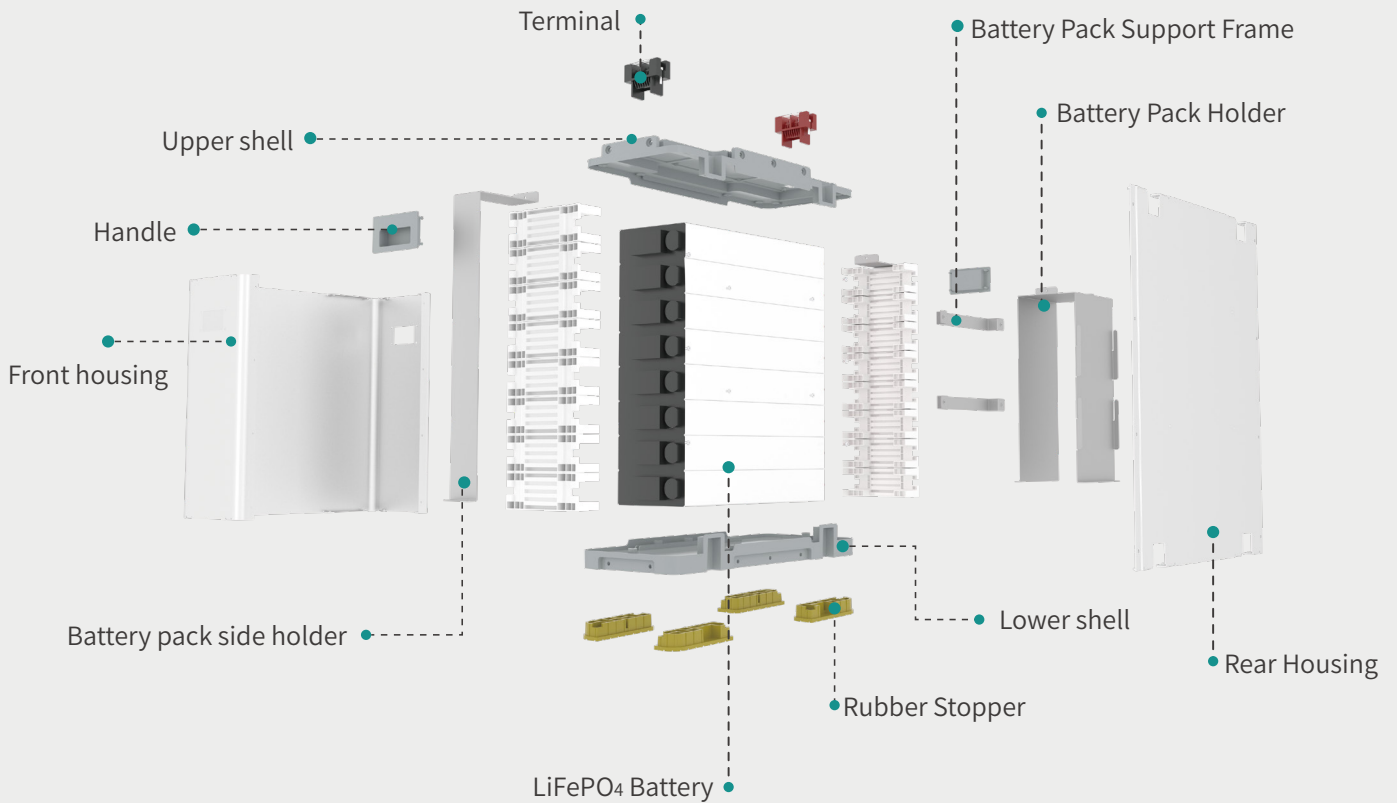 Terminal
Battery Pack Support Frame
Battery Pack Holder
Upper shell
Handle
Front housing
Battery pack side holder
Lower shell
Rear Housing
Rubber Stopper
LiFePO₄ Battery